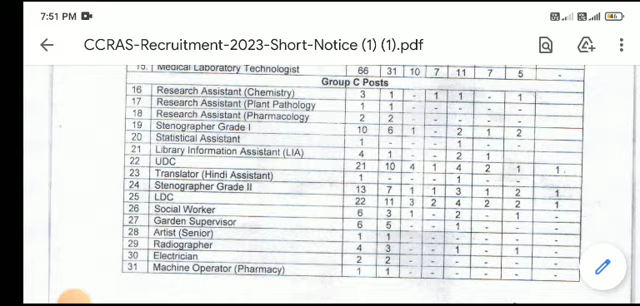 7:51 PM
46
CCRAS-Recruitment-2023-Short-Notice (1) (1).pdf
15. Medical Laboratory Technologist 66 31 10 7 11 7 5 -
Group C Posts
16 Research Assistant (Chemistry) 3 1 - 1 1 - 1
17 Research Assistant (Plant Pathology 1 1 - - - - -
18 Research Assistant (Pharmacology 2 2 - - - - -
19 Stenographer Grade I 10 6 1 - 2 1 2
20 Statistical Assistant 1 - - - 1 - -
21 Library Information Assistant (LIA) 4 1 - - 2 1
22 UDC 21 10 4 1 4 2 1 1
23 Translator (Hindi Assistant) 1 - - - 1 - -
24 Stenographer Grade II 13 7 1 1 3 1 2 1
25 LDC 22 11 3 2 4 2 2 1
26 Social Worker 6 3 1 - 2 - 1
27 Garden Supervisor 6 5 - - 1 - -
28 Artist (Senior) 1 1 - - - - -
29 Radiographer 4 3 - - 1 - 1
30 Electrician 2 2 - - - - -
31 Machine Operator (Pharmacy) 1 1 - - - - -